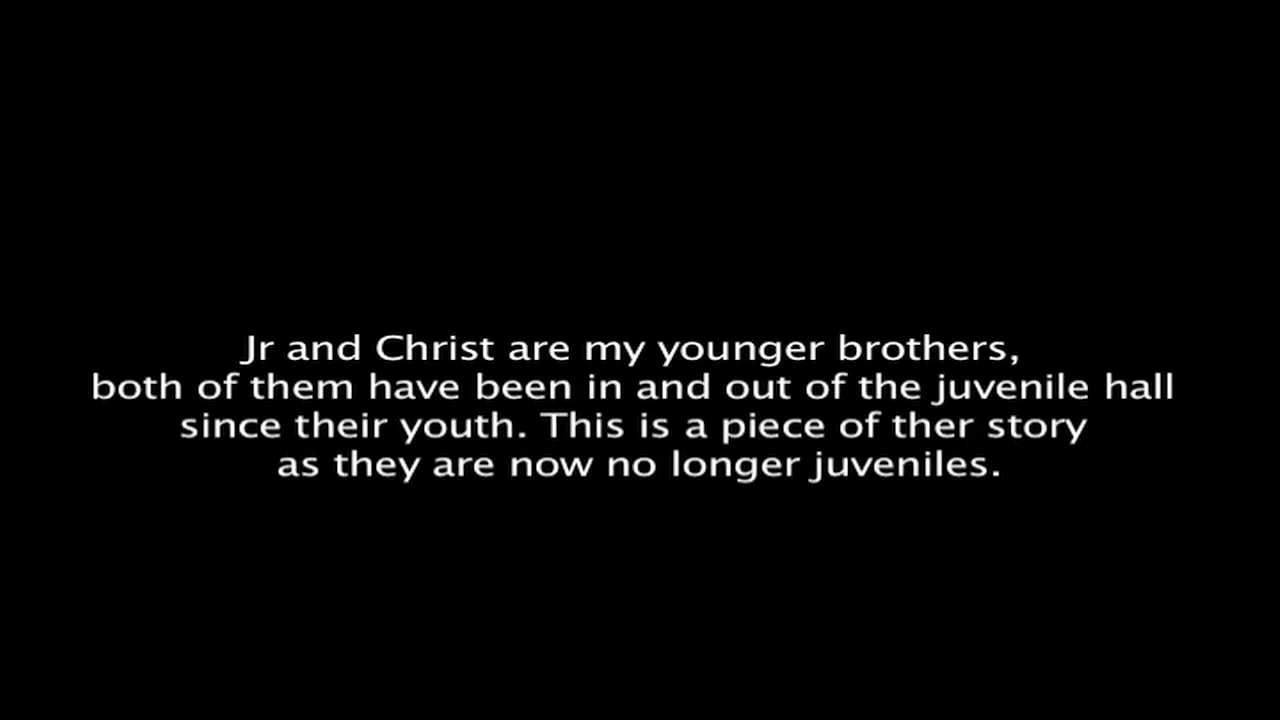 Jr and Christ are my younger brothers,
both of them have been in and out of the juvenile hall
since their youth. This is a piece of ther story
as they are now no longer juveniles.